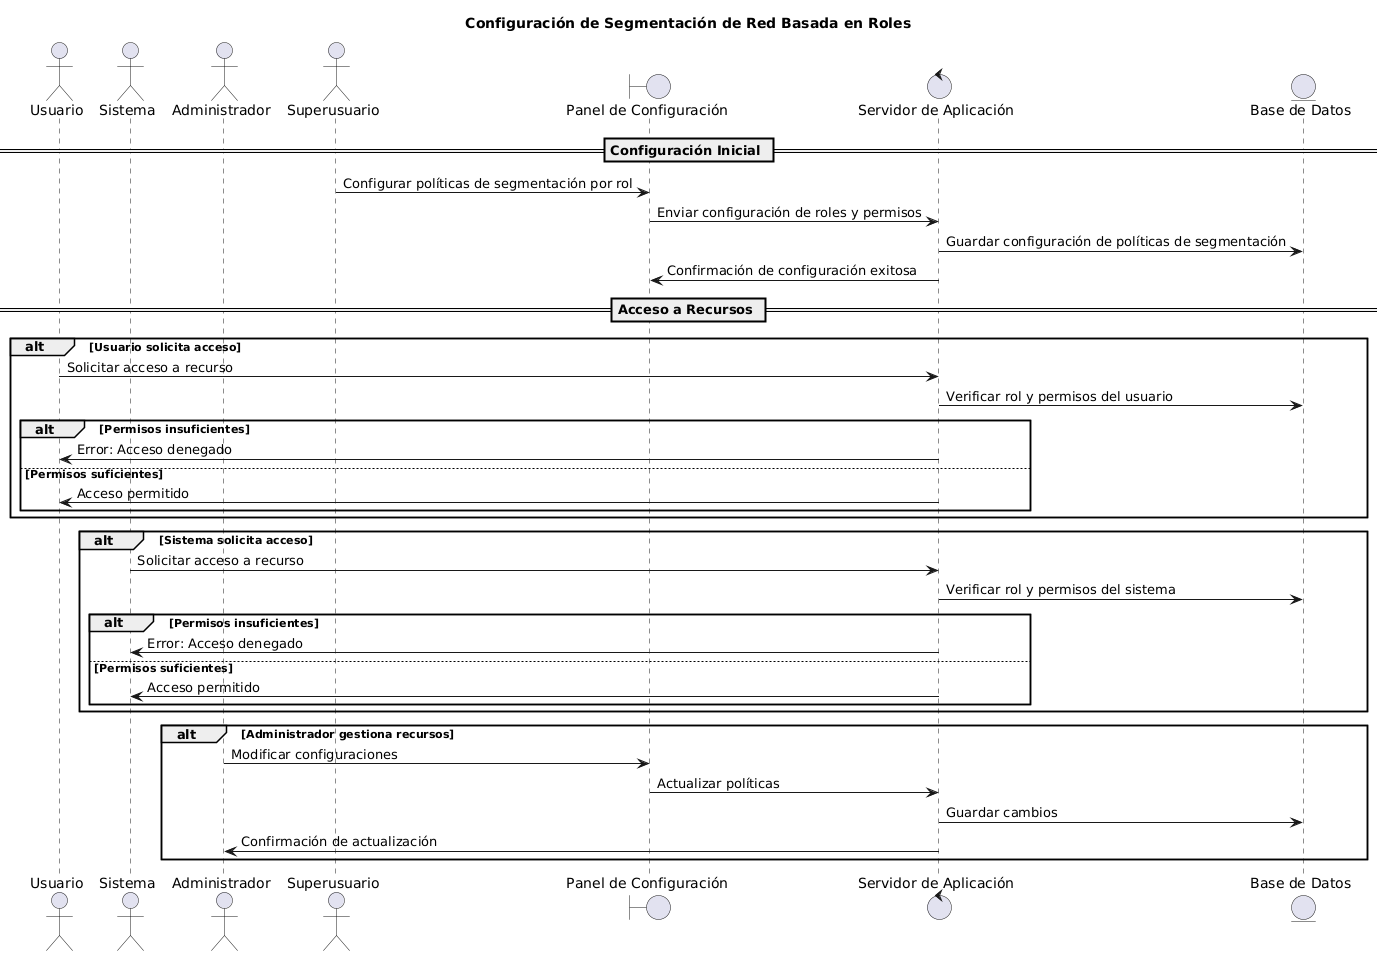 Configuración de Segmentación de Red Basada en Roles
Usuario Sistema Administrador Superusuario Panel de Configuración Servidor de Aplicación Base de Datos
Configuración Inicial
Configurar políticas de segmentación por rol
Enviar configuración de roles y permisos
Guardar configuración de políticas de segmentación
Confirmación de configuración exitosa
Acceso a Recursos
alt [Usuario solicita acceso]
Solicitar acceso a recurso
Verificar rol y permisos del usuario
alt [Permisos insuficientes]
Error: Acceso denegado
[Permisos suficientes]
Acceso permitido
alt [Sistema solicita acceso]
Solicitar acceso a recurso
Verificar rol y permisos del sistema
alt [Permisos insuficientes]
Error: Acceso denegado
[Permisos suficientes]
Acceso permitido
alt [Administrador gestiona recursos]
Modificar configuraciones
Actualizar políticas
Guardar cambios
Confirmación de actualización
Usuario Sistema Administrador Superusuario Panel de Configuración Servidor de Aplicación Base de Datos